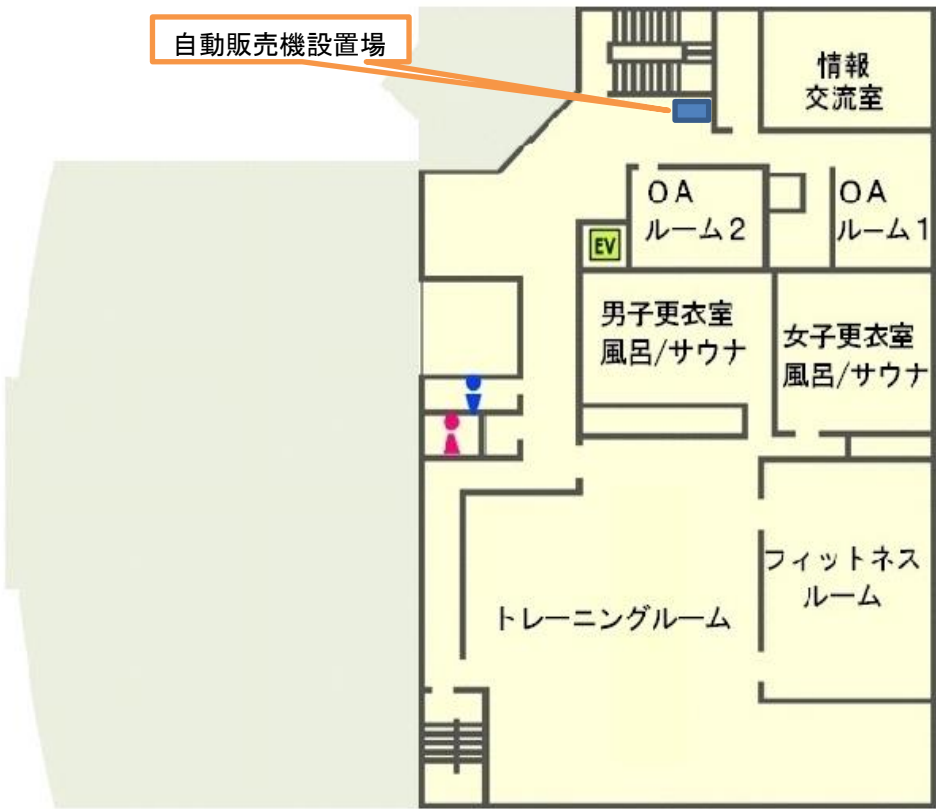 自動販売機設置場
情報
交流室
ＯＡ
ルーム２
ＯＡ
ルーム１
EV
男子更衣室
風呂/サウナ
女子更衣室
風呂/サウナ
フィットネス
ルーム
トレーニングルーム